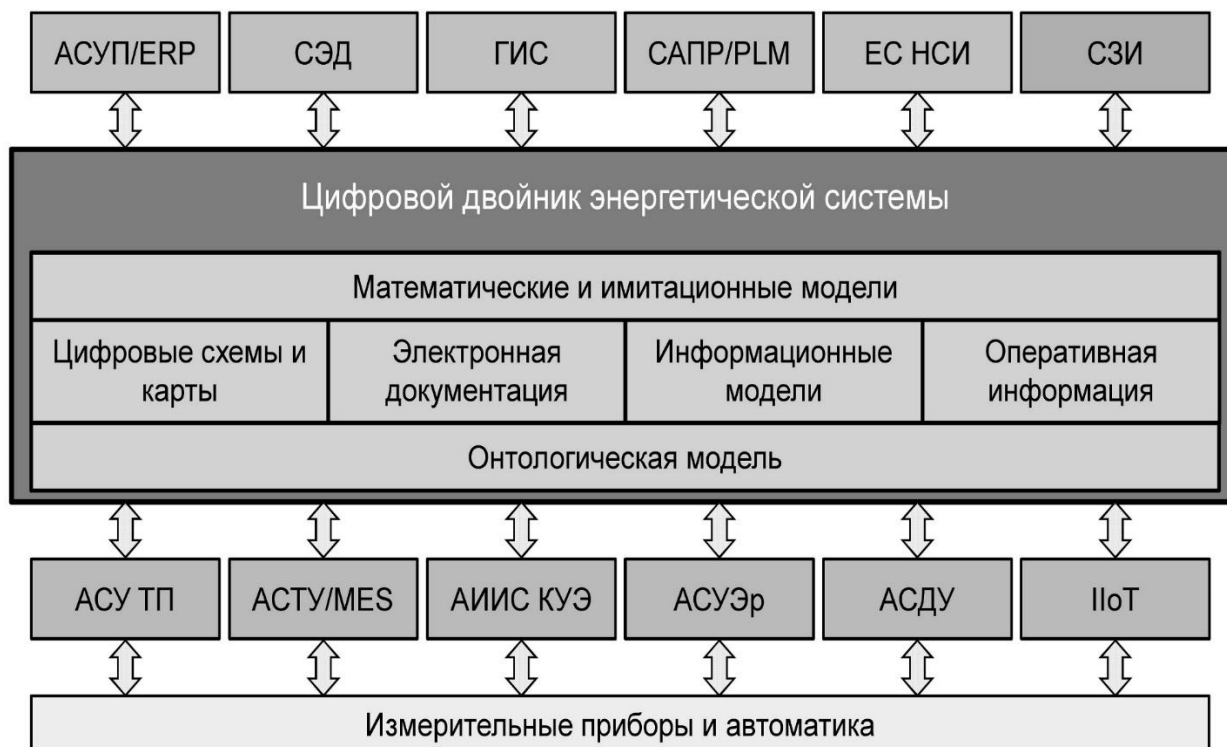 АСУП/ERP
СЭД
ГИС
САПР/PLM
ЕС НСИ
СЗИ
Цифровой двойник энергетической системы
Математические и имитационные модели
Цифровые схемы и
карты
Электронная
документация
Информационные
модели
Оперативная
информация
Онтологическая модель
АСУ ТП
АСТУ/MES
АИИС КУЭ
АСУЭр
АСДУ
IIoT
Измерительные приборы и автоматика